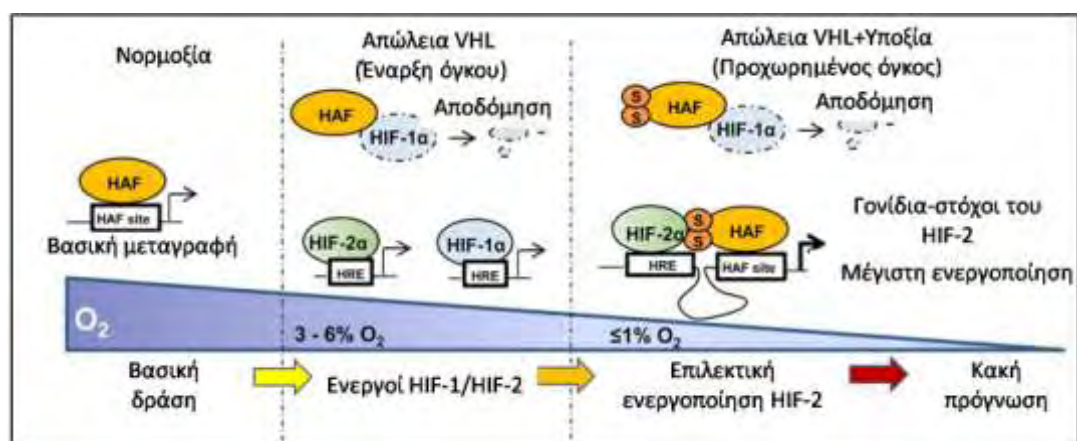 Νορμοξία
HAF
HAF site
Βασική μεταγραφή
Απώλεια VHL
(Έναρξη όγκου)
HAF
HIF-1α
Αποδόμηση
HIF-2α
HRE
HIF-1α
HRE
Απώλεια VHL+Υποξία
(Προχωρημένος όγκος)
S
S
HAF
HIF-1α
Αποδόμηση
HIF-2α
S
S
HAF
HRE
HAF site
Γονίδια-στόχοι του
HIF-2
Μέγιστη ενεργοποίηση
O₂
3 - 6% O₂
≤1% O₂
Βασική
δράση
Ενεργοί HIF-1/HIF-2
Επιλεκτική
ενεργοποίηση HIF-2
Κακή
πρόγνωση